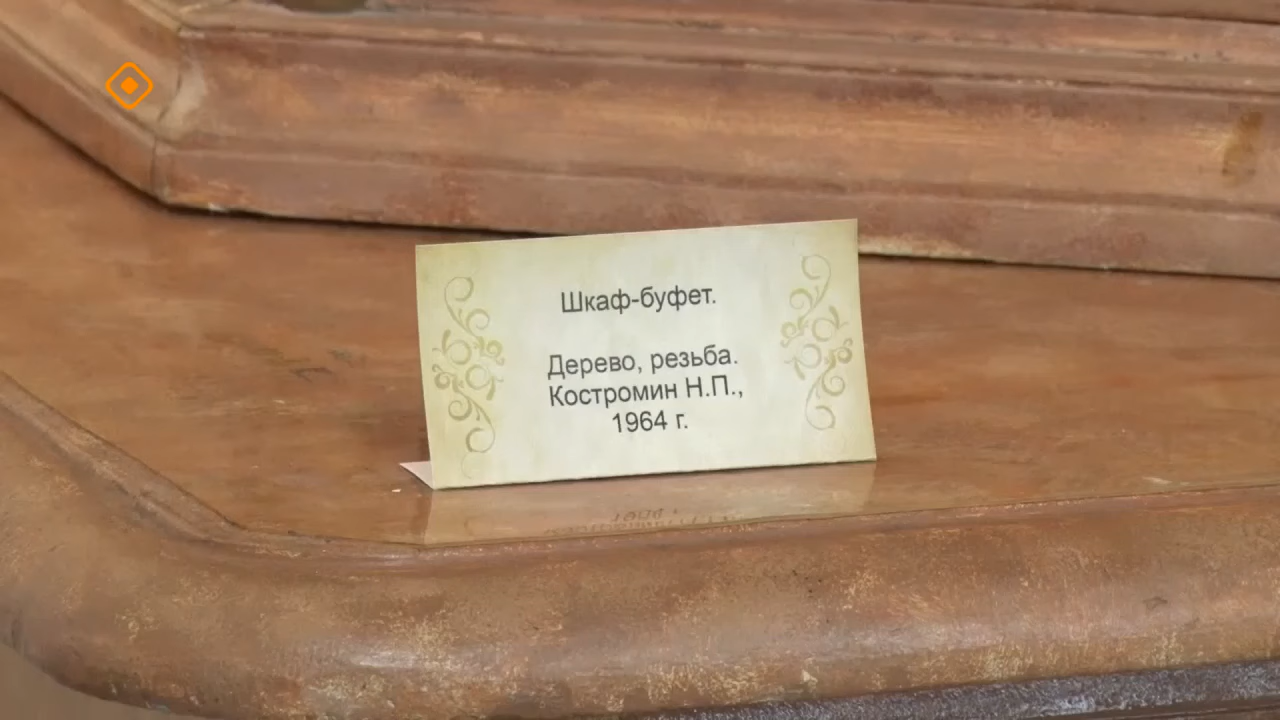 Шкаф-буфет.
Дерево, резьба.
Костромин Н.П.,
1964 г.